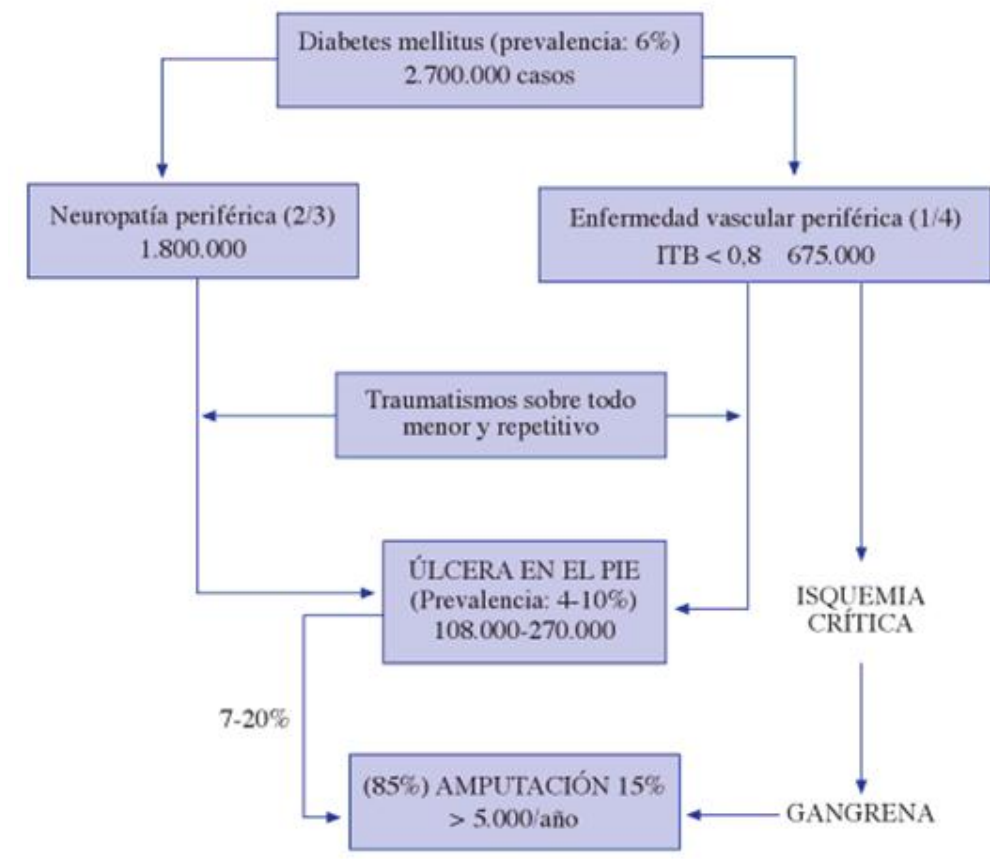 Diabetes mellitus (prevalencia: 6%)
2.700.000 casos
Neuropatía periférica (2/3)
1.800.000
Enfermedad vascular periférica (1/4)
ITB < 0,8 675.000
Traumatismos sobre todo
menor y repetitivo
ÚLCERA EN EL PIE
(Prevalencia: 4-10%)
108.000-270.000
ISQUEMIA
CRÍTICA
7-20%
(85%) AMPUTACIÓN 15%
> 5.000/año
GANGRENA